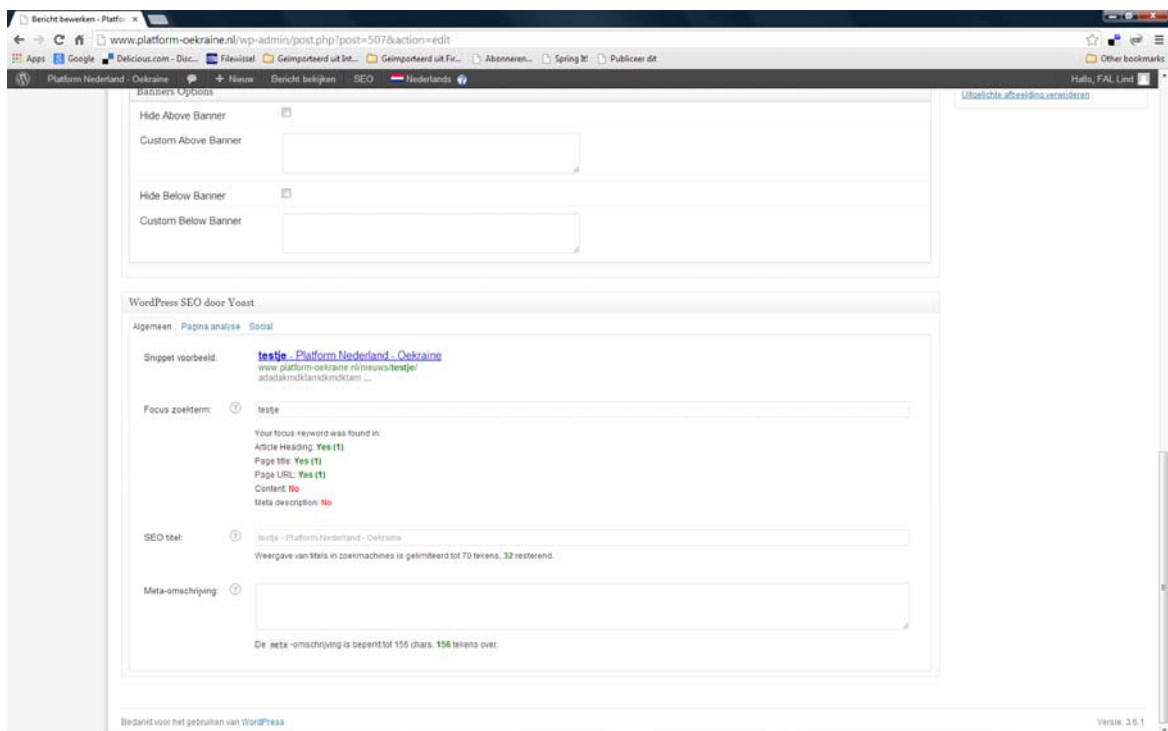 Bericht bewerken ‹ Platfo
www.platform-oekraine.nl/wp-admin/post.php?post=507&action=edit
Apps Google Delicious.com - Disc... Filewissel Geïmporteerd uit Int... Geïmporteerd uit Fir... Abonneren... Spring It! Publiceer dit Other bookmarks
Platform Nederland - Oekraine + Nieuw Bericht bekijken SEO Nederlands Hallo, FAL Lind
Banners Options
Uitgelichte afbeelding verwijderen
Hide Above Banner
Custom Above Banner
Hide Below Banner
Custom Below Banner
WordPress SEO door Yoast
Algemeen Pagina analyse Social
Snippet voorbeeld: testje - Platform Nederland - Oekraine
www.platform-oekraine.nl/nieuws/testje/
...
Focus zoekterm: ? testje
Your focus keyword was found in:
Article Heading: Yes (1)
Page title: Yes (1)
Page URL: Yes (1)
Content: No
Meta description: No
SEO titel: ? testje - Platform Nederland - Oekraine
Weergave van titels in zoekmachines is gelimiteerd tot 70 tekens, 32 resterend.
Meta-omschrijving: ?
De meta -omschrijving is beperkt tot 156 chars, 156 tekens over.
Bedankt voor het gebruiken van WordPress
Versie: 3.6.1